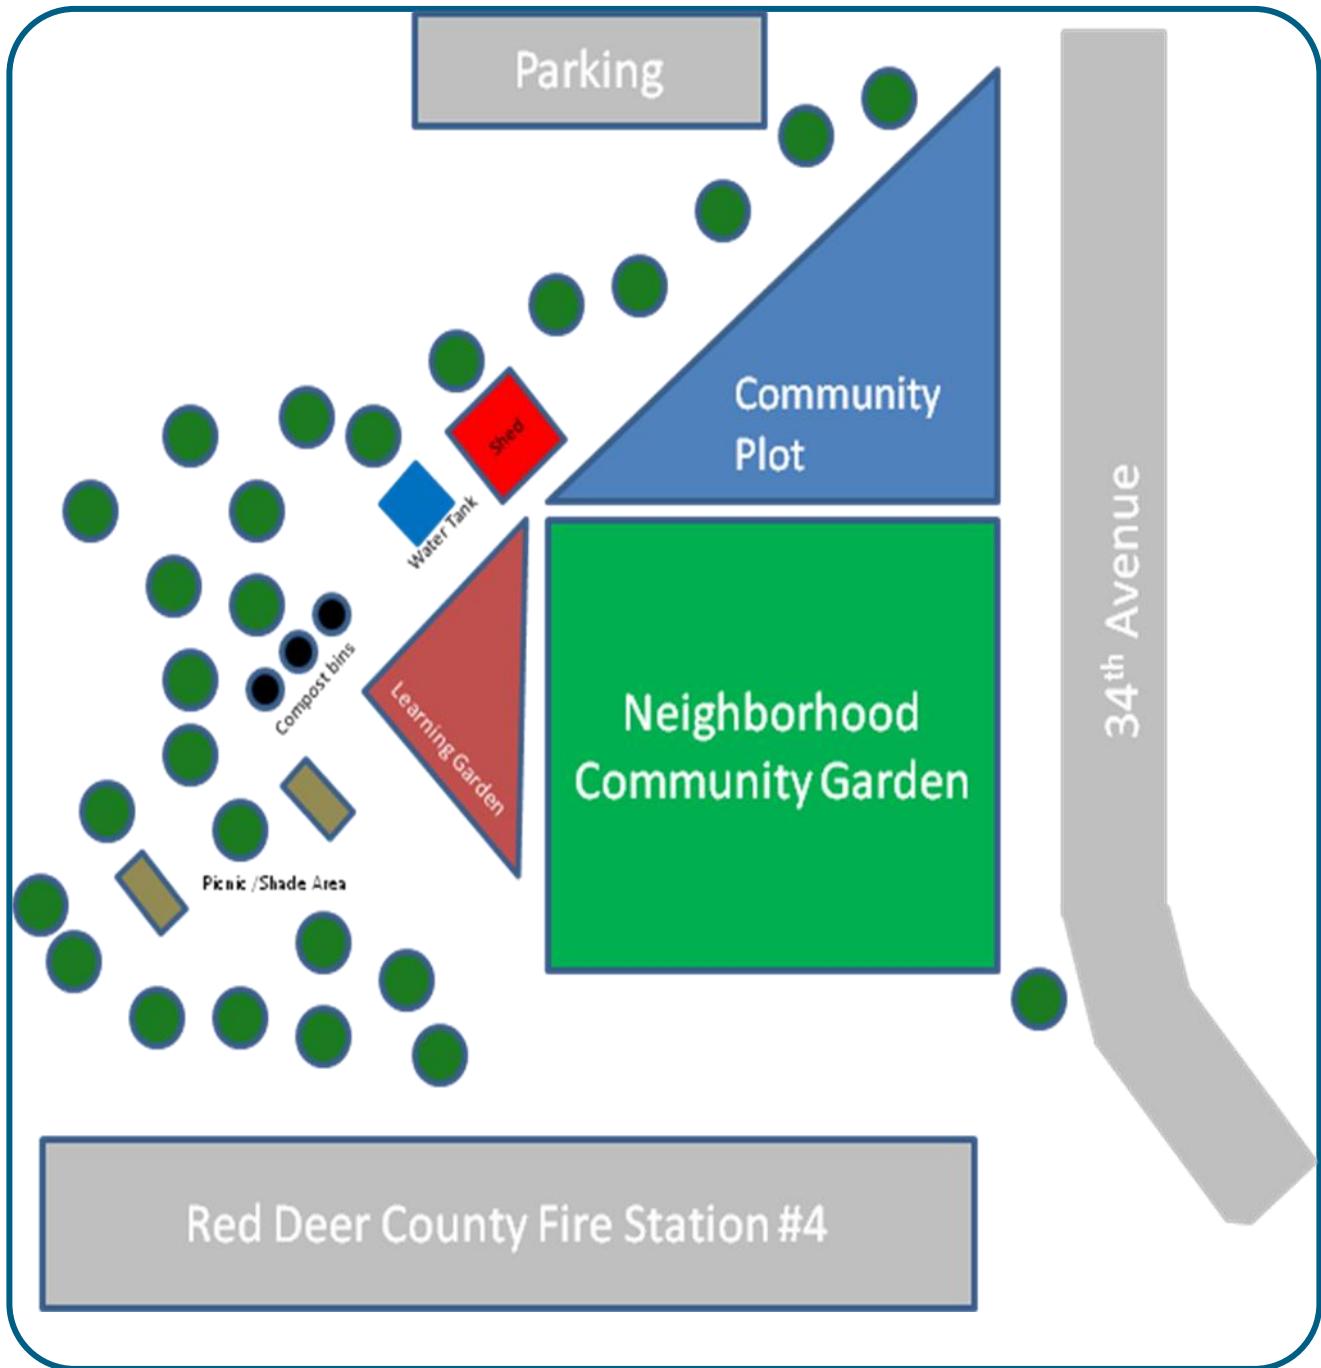 Parking
Community
Plot
Shed
Water Tank
34th Avenue
Compost bins
Learning Garden
Neighborhood
Community Garden
Picnic /Shade Area
Red Deer County Fire Station #4